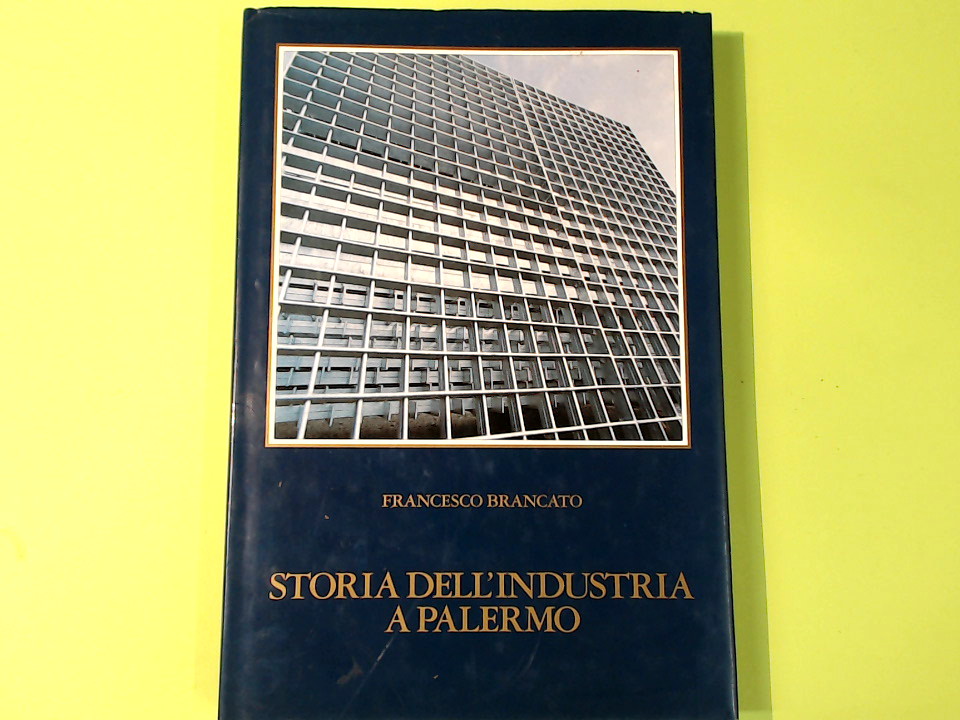 FRANCESCO BRANCATO
STORIA DELL'INDUSTRIA
A PALERMO